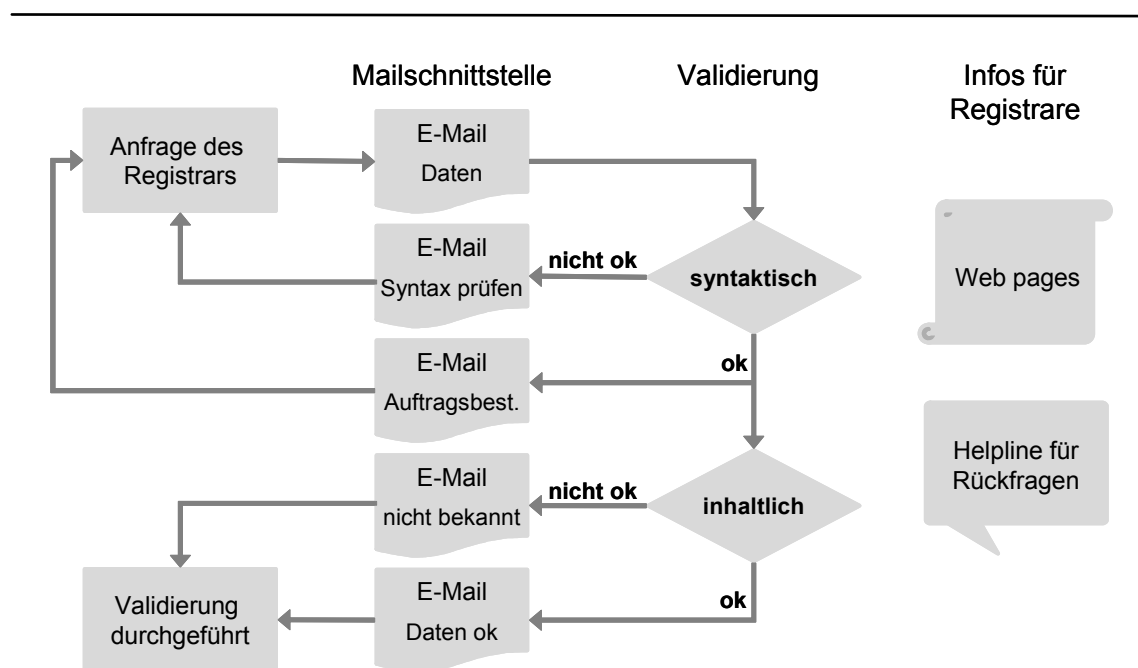 Mailschnittstelle
Validierung
Infos für
Registrare
Anfrage des
Registrars
E-Mail
Daten
E-Mail
Syntax prüfen
nicht ok
syntaktisch
Web pages
E-Mail
Auftragsbest.
ok
E-Mail
nicht bekannt
nicht ok
inhaltlich
Helpline für
Rückfragen
Validierung
durchgeführt
E-Mail
Daten ok
ok